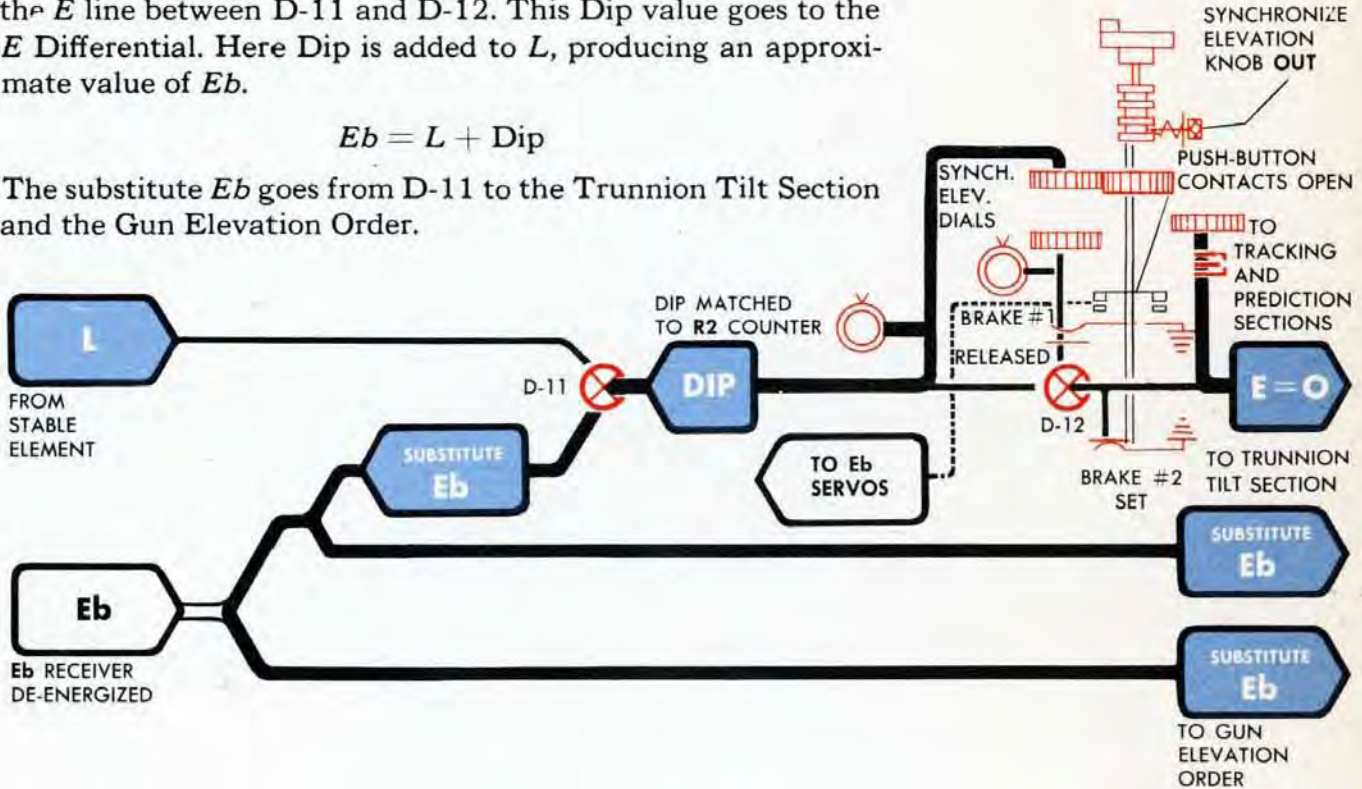 the E line between D-11 and D-12. This Dip value goes to the
E Differential. Here Dip is added to L, producing an approxi-
mate value of Eb.
Eb = L + Dip
The substitute Eb goes from D-11 to the Trunnion Tilt Section
and the Gun Elevation Order.
SYNCHRONIZE
ELEVATION
KNOB OUT
PUSH-BUTTON
CONTACTS OPEN
SYNCH.
ELEV.
DIALS
TO
TRACKING
AND
PREDICTION
SECTIONS
DIP MATCHED
TO R2 COUNTER
BRAKE #1
RELEASED
L
FROM
STABLE
ELEMENT
D-11
DIP
D-12
E = O
SUBSTITUTE
Eb
TO Eb
SERVOS
BRAKE #2
SET
TO TRUNNION
TILT SECTION
SUBSTITUTE
Eb
Eb
Eb RECEIVER
DE-ENERGIZED
SUBSTITUTE
Eb
TO GUN
ELEVATION
ORDER